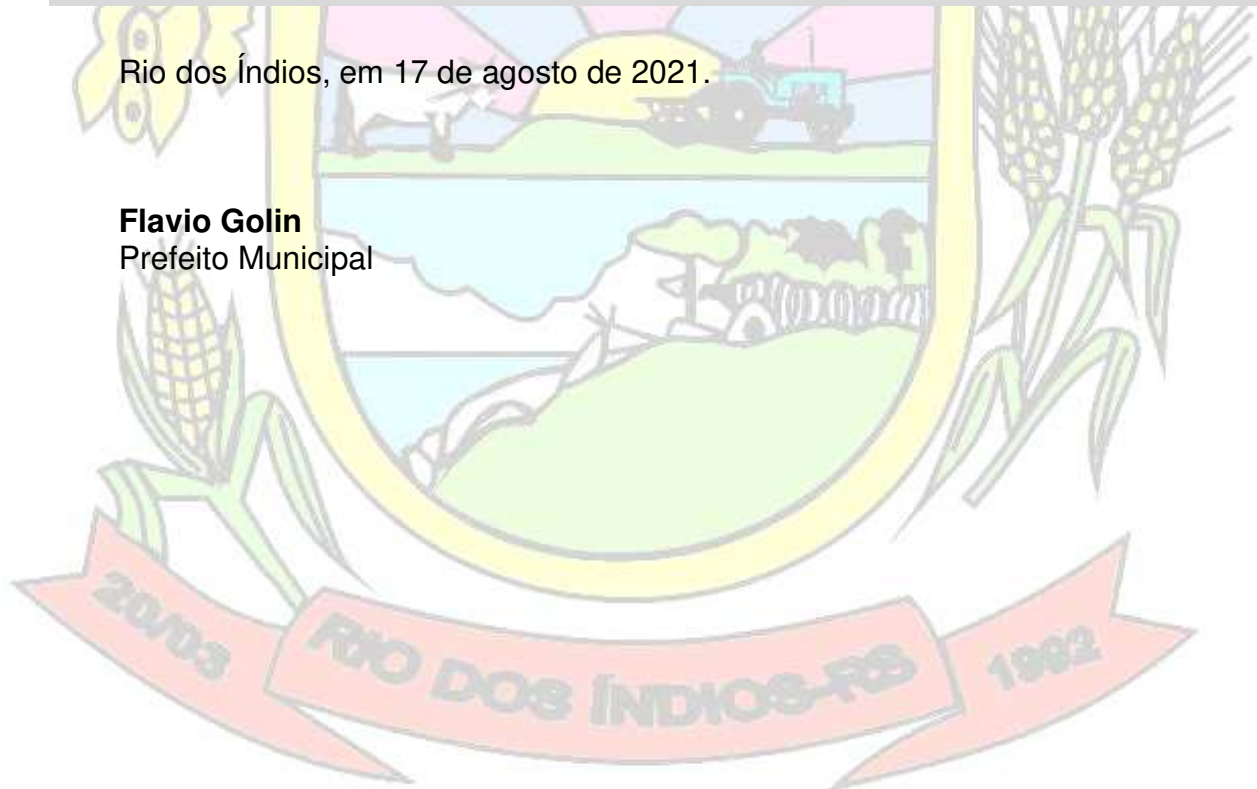 Rio dos Índios, em 17 de agosto de 2021.
Flavio Golin
Prefeito Municipal
20/03
RIO DOS ÍNDIOS-RS
1992